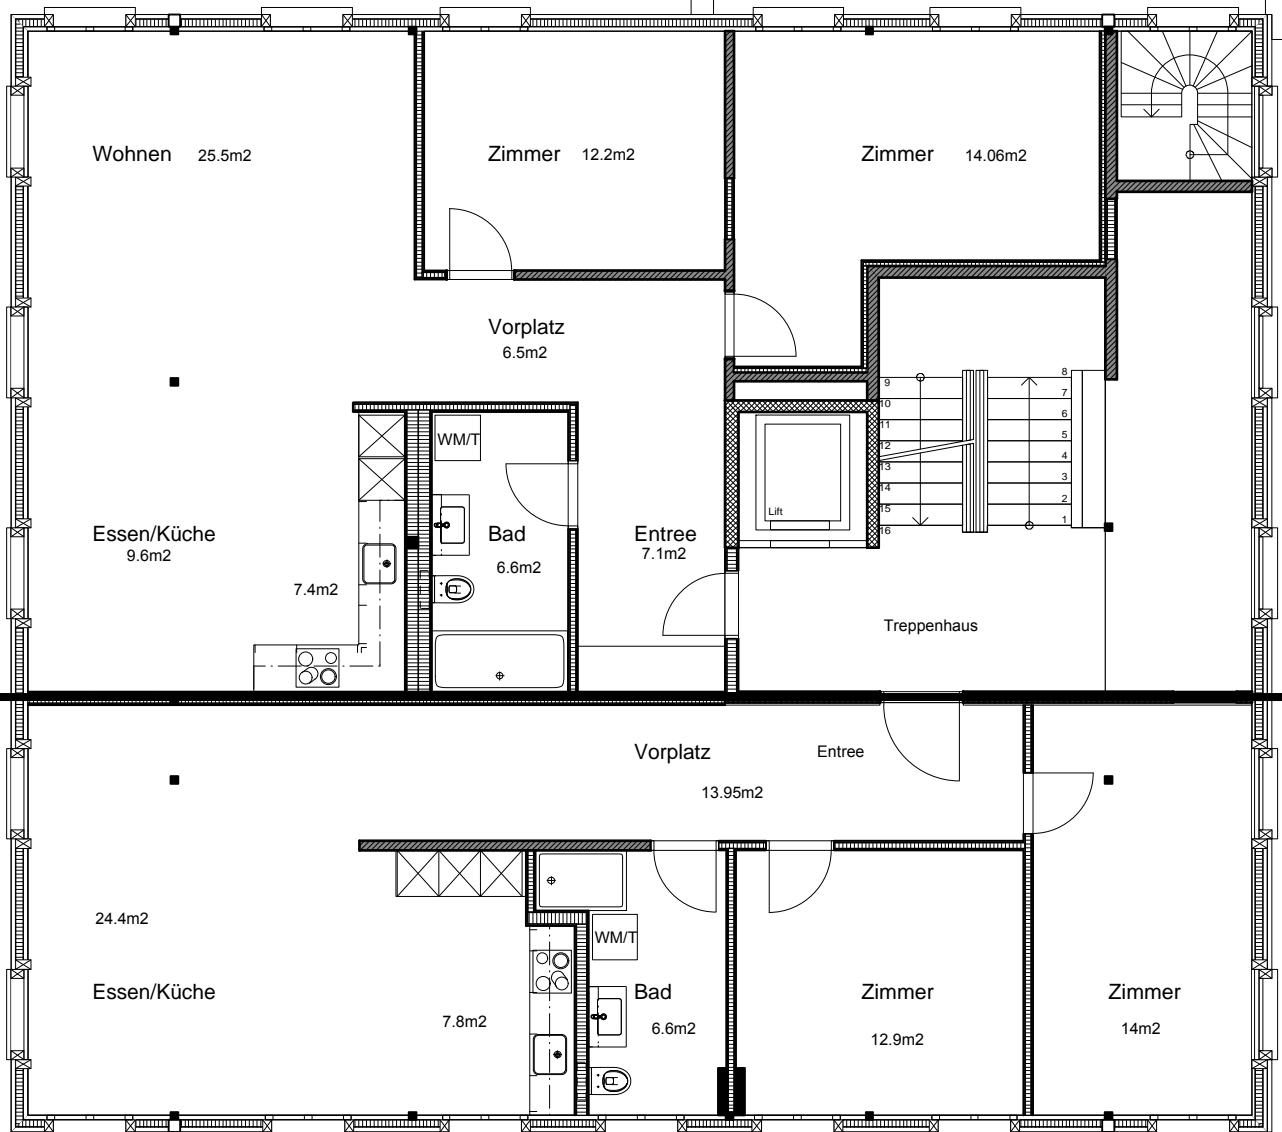 Wohnen 25.5m2
Zimmer 12.2m2
Zimmer 14.06m2
Vorplatz
6.5m2
8
9
7
10
6
11
5
12
4
13
3
14
2
15
1
16
WM/T
Lift
Essen/Küche
9.6m2
7.4m2
Bad
6.6m2
Entree
7.1m2
Treppenhaus
Vorplatz
Entree
13.95m2
24.4m2
WM/T
Essen/Küche
7.8m2
Bad
6.6m2
Zimmer
12.9m2
Zimmer
14m2